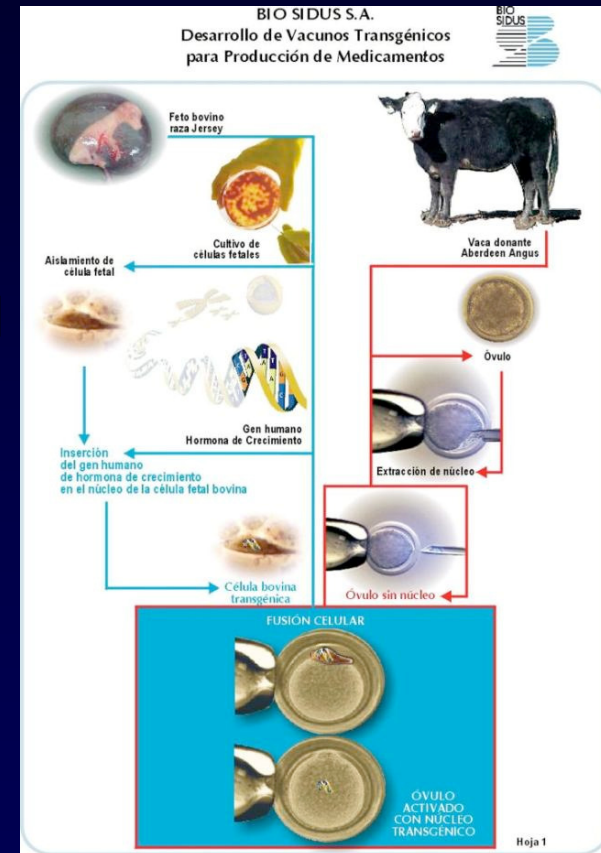 BIO SIDUS S.A.
Desarrollo de Vacunos Transgénicos
para Producción de Medicamentos
BIO
SIDUS
Feto bovino
raza Jersey
Cultivo de
células fetales
Aislamiento de
célula fetal
Gen humano
Hormona de Crecimiento
Inserción
del gen humano
de hormona de crecimiento
en el núcleo de la célula fetal bovina
Célula bovina
transgénica
Vaca donante
Aberdeen Angus
Óvulo
Extracción de núcleo
Óvulo sin núcleo
FUSIÓN CELULAR
ÓVULO
ACTIVADO
CON NÚCLEO
TRANSGÉNICO
Hoja 1